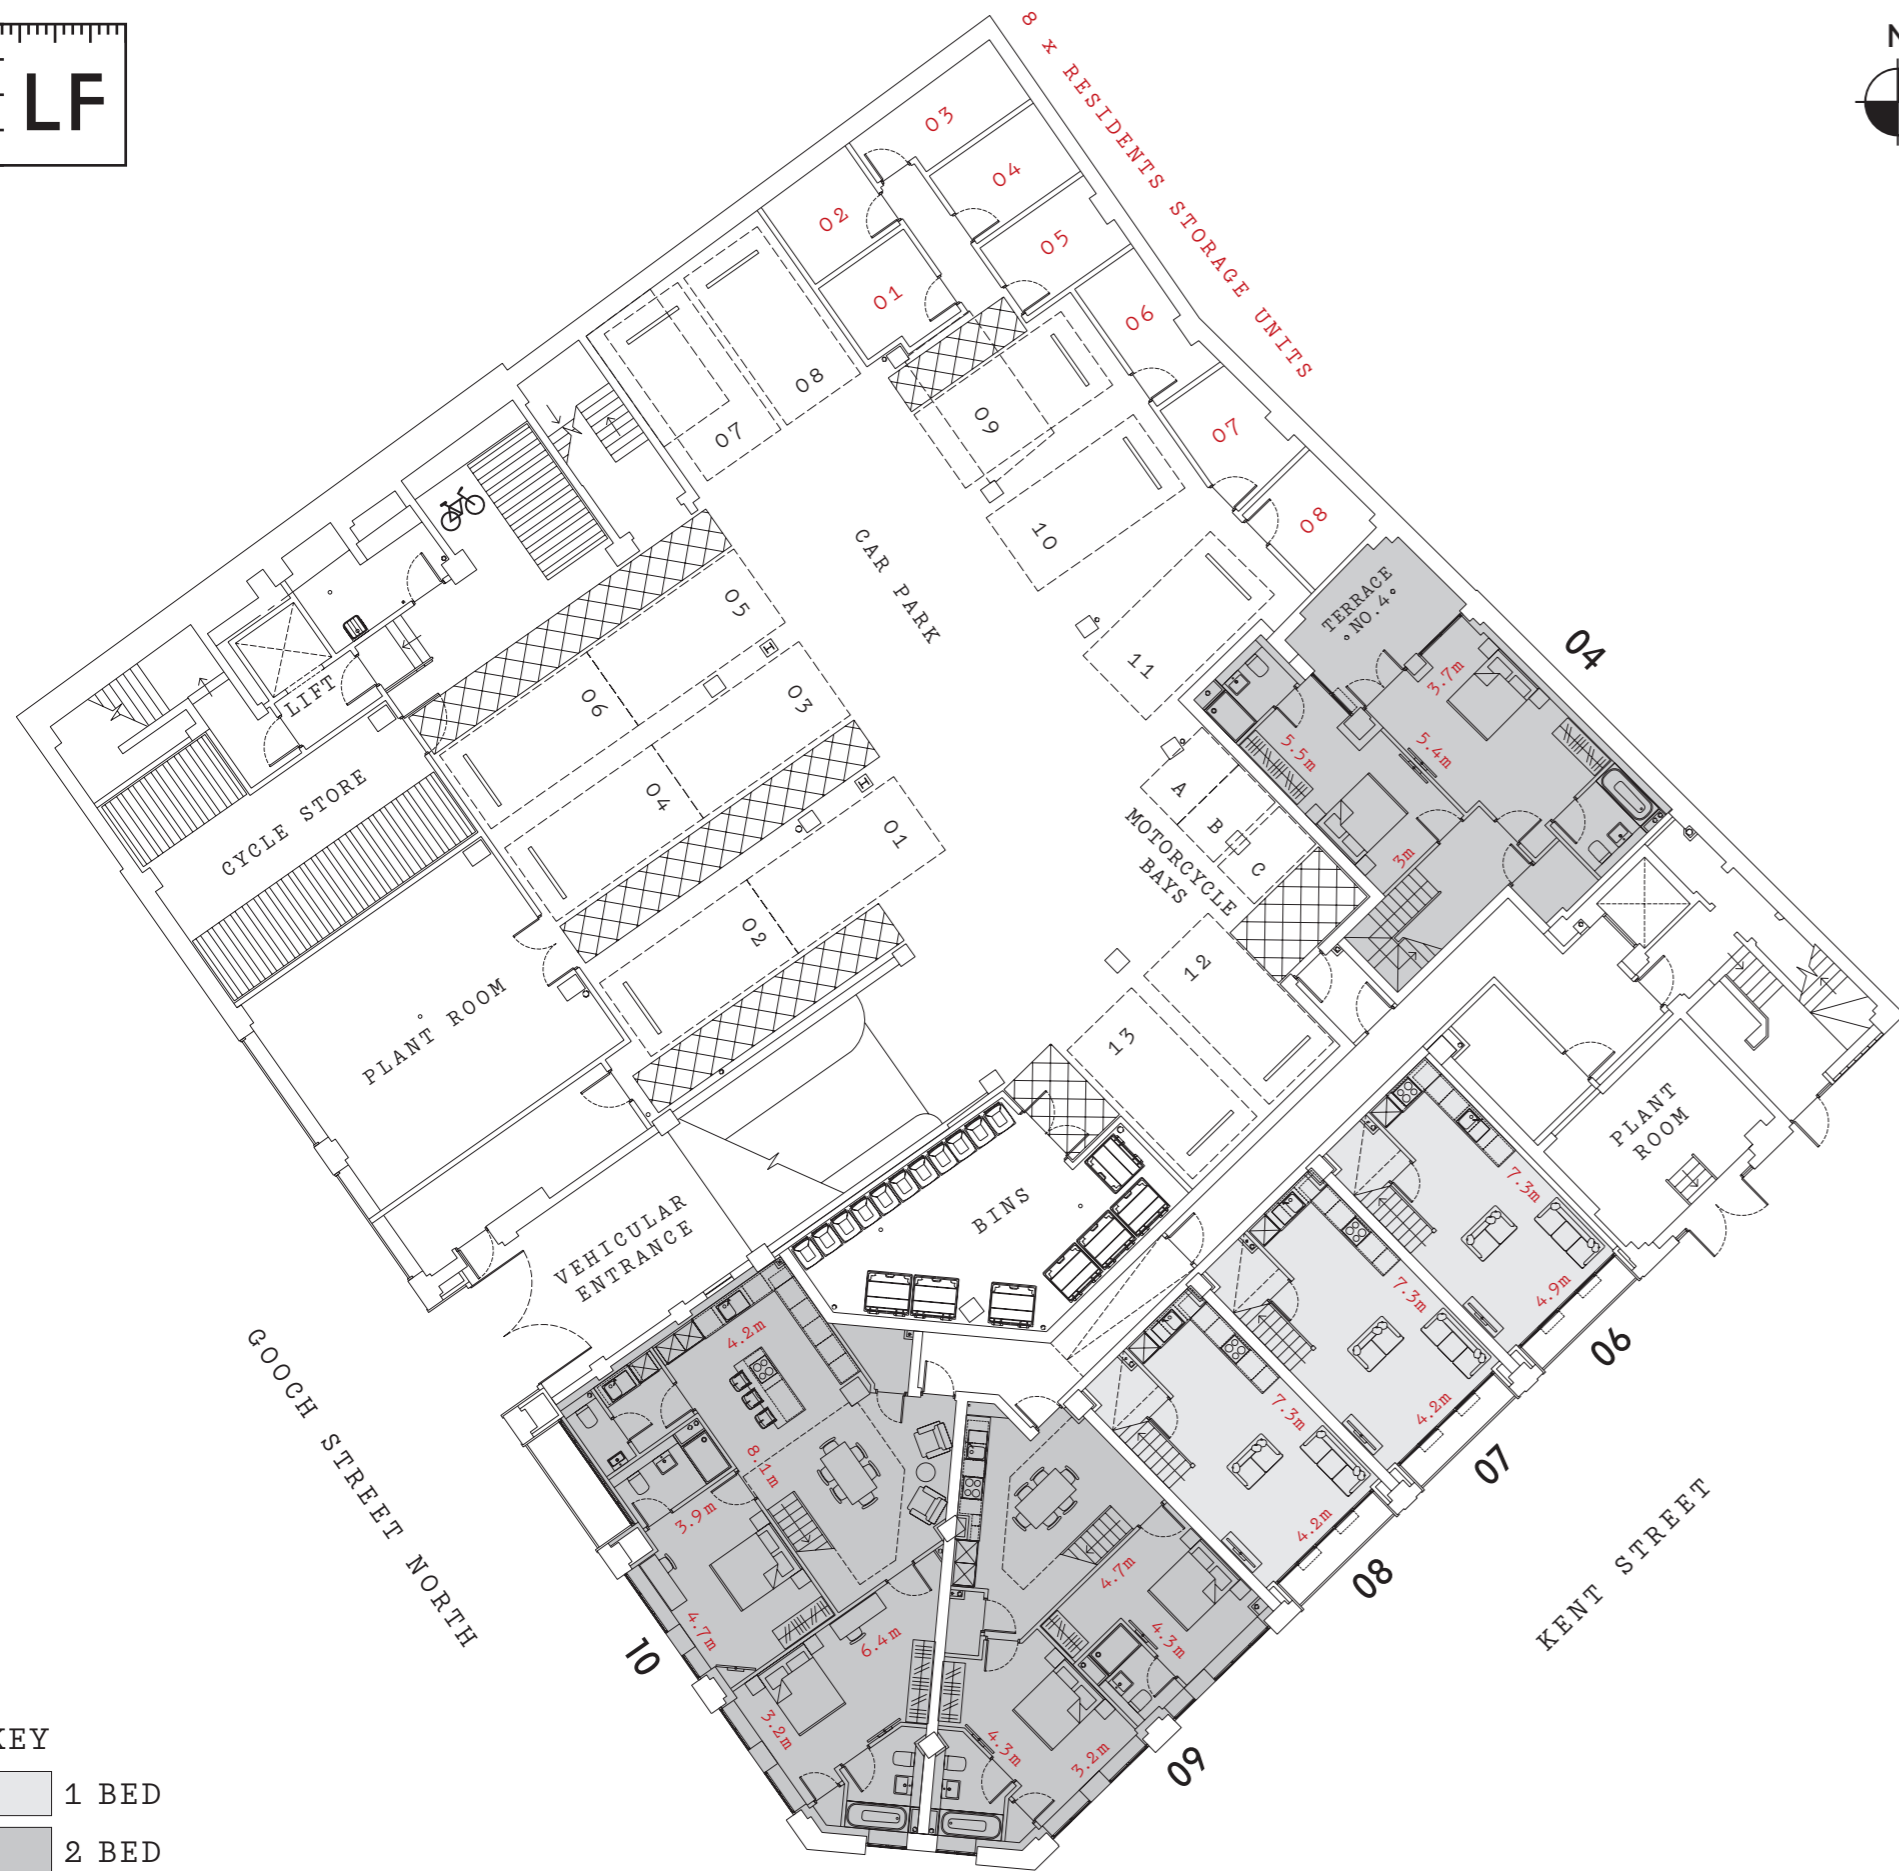 LF
N
8 x RESIDENTS STORAGE UNITS
03
04
02
05
01
06
07
08
08
07
09
10
11
CAR PARK
05
06
03
04
01
02
TERRACE
NO.4
04
3.7m
5.4m
5.5m
3m
A
B
C
MOTORCYCLE
BAYS
LIFT
CYCLE STORE
PLANT ROOM
12
13
H
H
PLANT
ROOM
BINS
VEHICULAR
ENTRANCE
7.3m
4.9m
06
7.3m
4.2m
07
7.3m
4.2m
08
KENT STREET
GOOCH STREET NORTH
4.2m
8.1m
3.9m
4.7m
6.4m
3.2m
10
4.7m
4.3m
4.3m
3.2m
09
KEY
1 BED
2 BED